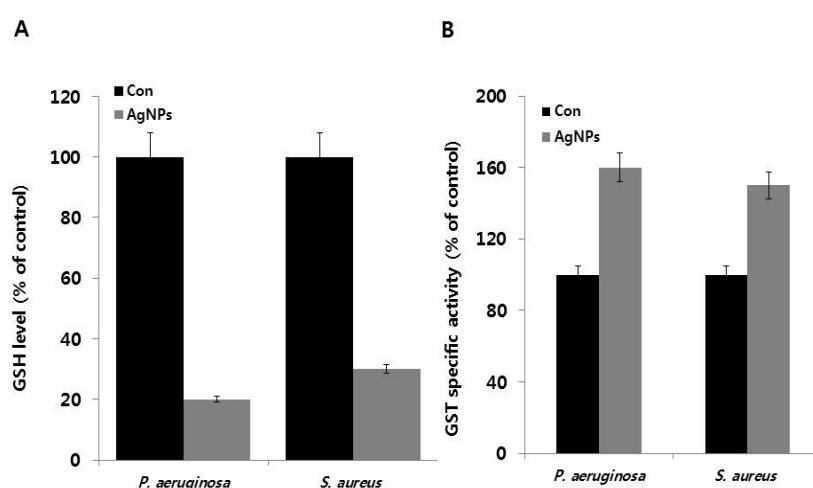 A
Con
AgNPs
120
100
80
60
40
20
0
GSH level (% of control)
P. aeruginosa
S. aureus
B
200
160
120
80
40
0
Con
AgNPs
GST specific activity (% of control)
P. aeruginosa
S. aureus